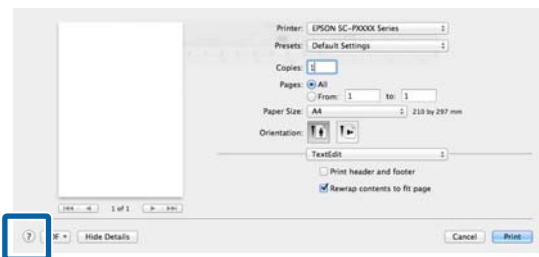 Printer: EPSON SC-PXXXX Series
Presets: Default Settings
Copies: 1
Pages: All
From: 1 to: 1
Paper Size: A4 210 by 297 mm
Orientation:
TextEdit
Print header and footer
Rewrap contents to fit page
1 of 1
? DF Hide Details Cancel Print